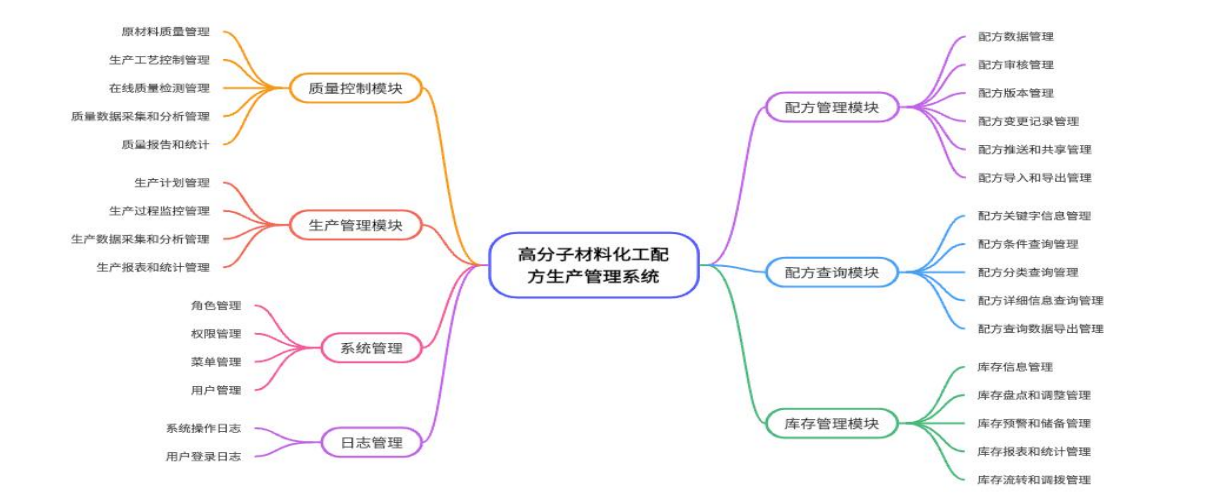 高分子材料化工配
方生产管理系统
质量控制模块
原材料质量管理
生产工艺控制管理
在线质量检测管理
质量数据采集和分析管理
质量报告和统计
生产管理模块
生产计划管理
生产过程监控管理
生产数据采集和分析管理
生产报表和统计管理
系统管理
角色管理
权限管理
菜单管理
用户管理
日志管理
系统操作日志
用户登录日志
配方管理模块
配方数据管理
配方审核管理
配方版本管理
配方变更记录管理
配方推送和共享管理
配方导入和导出管理
配方查询模块
配方关键字信息管理
配方条件查询管理
配方分类查询管理
配方详细信息查询管理
配方查询数据导出管理
库存管理模块
库存信息管理
库存盘点和调整管理
库存预警和储备管理
库存报表和统计管理
库存流转和调拨管理